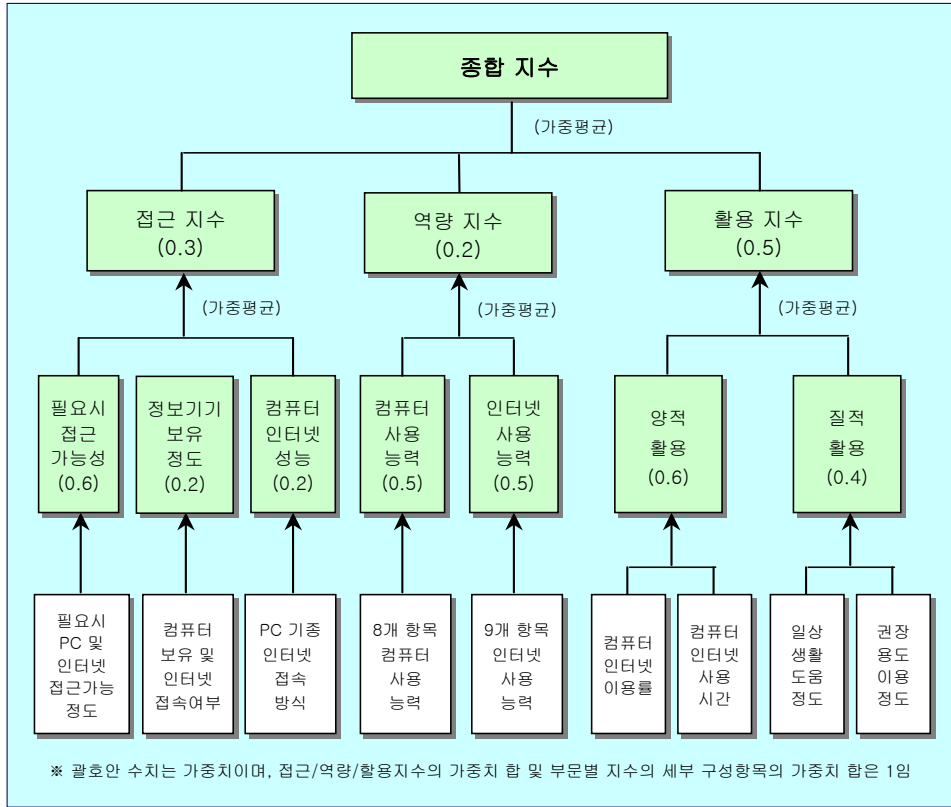 종합 지수
(가중평균)
접근 지수
(0.3)
역량 지수
(0.2)
활용 지수
(0.5)
(가중평균)
(가중평균)
(가중평균)
필요시
접근
가능성
(0.6)
정보기기
보유
정도
(0.2)
컴퓨터
인터넷
성능
(0.2)
컴퓨터
사용
능력
(0.5)
인터넷
사용
능력
(0.5)
양적
활용
(0.6)
질적
활용
(0.4)
필요시
PC 및
인터넷
접근가능
정도
컴퓨터
보유 및
인터넷
접속여부
PC 기종
인터넷
접속
방식
8개 항목
컴퓨터
사용
능력
9개 항목
인터넷
사용
능력
컴퓨터
인터넷
이용률
컴퓨터
인터넷
사용
시간
일상
생활
도움
정도
권장
용도
이용
정도
※ 괄호안 수치는 가중치이며, 접근/역량/할용지수의 가중치 합 및 부문별 지수의 세부 구성항목의 가중치 합은 1임